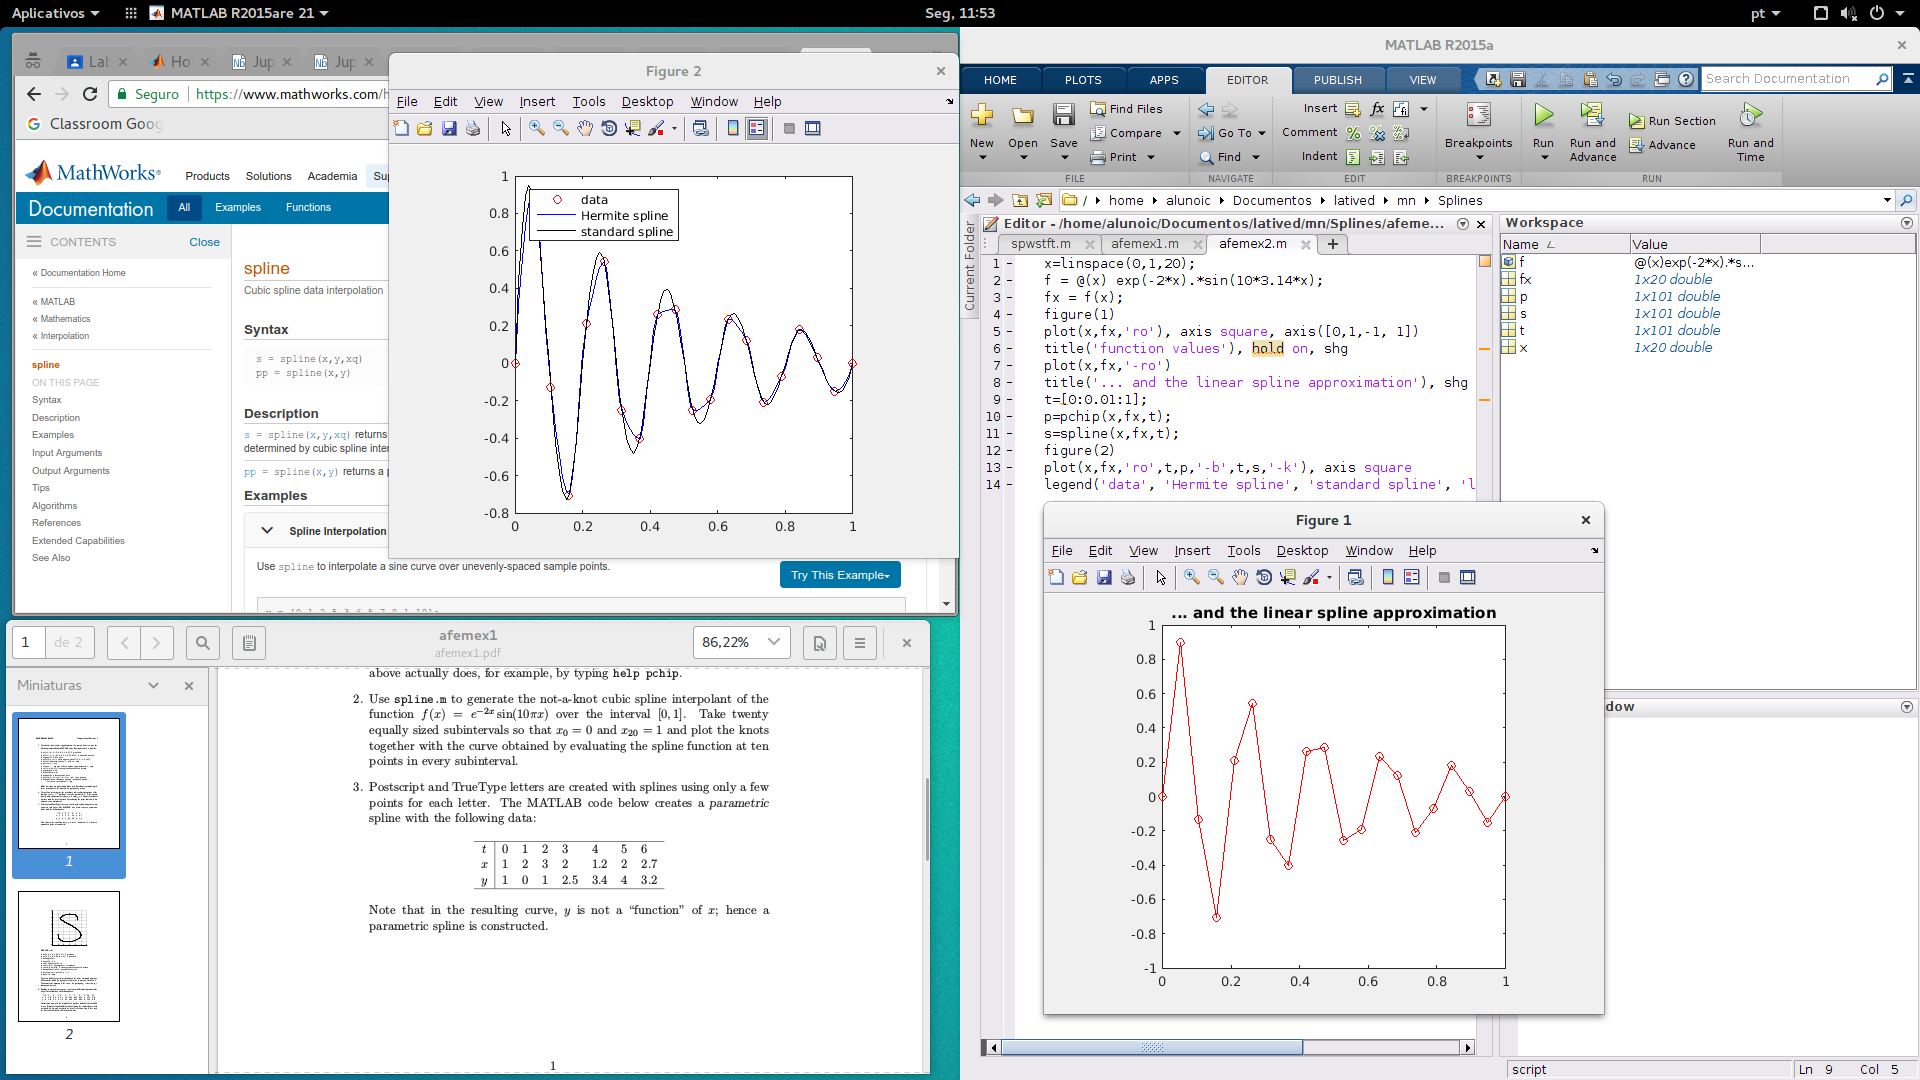 Aplicativos
MATLAB R2015are 21
Seg, 11:53
pt
Lat
Ho
Jup
Jup
Seguro
https://www.mathworks.com/h
Classroom Goog
MathWorks
Products
Solutions
Academia
Sup
Documentation
All
Examples
Functions
CONTENTS
Close
« Documentation Home
« MATLAB
« Mathematics
« Interpolation
spline
ON THIS PAGE
Syntax
Description
Examples
Input Arguments
Output Arguments
Tips
Algorithms
References
Extended Capabilities
See Also
spline
Cubic spline data interpolation
Syntax
s = spline(x,y,xq)
pp = spline(x,y)
Description
s = spline(x,y,xq) returns
determined by cubic spline inter
pp = spline(x,y) returns a p
Examples
Spline Interpolation
Use spline to interpolate a sine curve over unevenly-spaced sample points.
Try This Example
Figure 2
File Edit View Insert Tools Desktop Window Help
data
Hermite spline
standard spline
1
0.8
0.6
0.4
0.2
0
-0.2
-0.4
-0.6
-0.8
0 0.2 0.4 0.6 0.8 1
1 de 2
afemex1
afemex1.pdf
86,22%
Miniaturas
1
2
above actually does, for example, by typing help pchip.
2. Use spline.m to generate the not-a-knot cubic spline interpolant of the
function f(x) = e^{-2x} sin(10πx) over the interval [0, 1]. Take twenty
equally sized subintervals so that x₀ = 0 and x₂₀ = 1 and plot the knots
together with the curve obtained by evaluating the spline function at ten
points in every subinterval.
3. Postscript and TrueType letters are created with splines using only a few
points for each letter. The MATLAB code below creates a parametric
spline with the following data:
t 0 1 2 3 4 5 6
x 1 2 3 2 1.2 2 2.7
y 1 0 1 2.5 3.4 4 3.2
Note that in the resulting curve, y is not a “function” of x; hence a
parametric spline is constructed.
1
MATLAB R2015a
HOME PLOTS APPS EDITOR PUBLISH VIEW
Search Documentation
New Open Save
Find Files
Compare
Print
Go To
Find
Insert
Comment
Indent
fx
Breakpoints
Run
Run and Advance
Run Section
Advance
Run and Time
FILE NAVIGATE EDIT BREAKPOINTS RUN
/ home alunoic Documentos latived mn Splines
Current Folder
Editor - /home/alunoic/Documentos/latived/mn/Splines/afeme...
spwstft.m afemex1.m afemex2.m
1 x=linspace(0,1,20);
2 f = @(x) exp(-2*x).*sin(10*3.14*x);
3 fx = f(x);
4 figure(1)
5 plot(x,fx,'ro'), axis square, axis([0,1,-1, 1])
6 title('function values'), hold on, shg
7 plot(x,fx,'-ro')
8 title('... and the linear spline approximation'), shg
9 t=[0:0.01:1];
10 p=pchip(x,fx,t);
11 s=spline(x,fx,t);
12 figure(2)
13 plot(x,fx,'ro',t,p,'-b',t,s,'-k'), axis square
14 legend('data', 'Hermite spline', 'standard spline', 'l
Workspace
Name Value
f @(x)exp(-2*x).*s...
fx 1x20 double
p 1x101 double
s 1x101 double
t 1x101 double
x 1x20 double
dow
Figure 1
File Edit View Insert Tools Desktop Window Help
... and the linear spline approximation
1
0.8
0.6
0.4
0.2
0
-0.2
-0.4
-0.6
-0.8
-1
0 0.2 0.4 0.6 0.8 1
script
Ln 9 Col 5